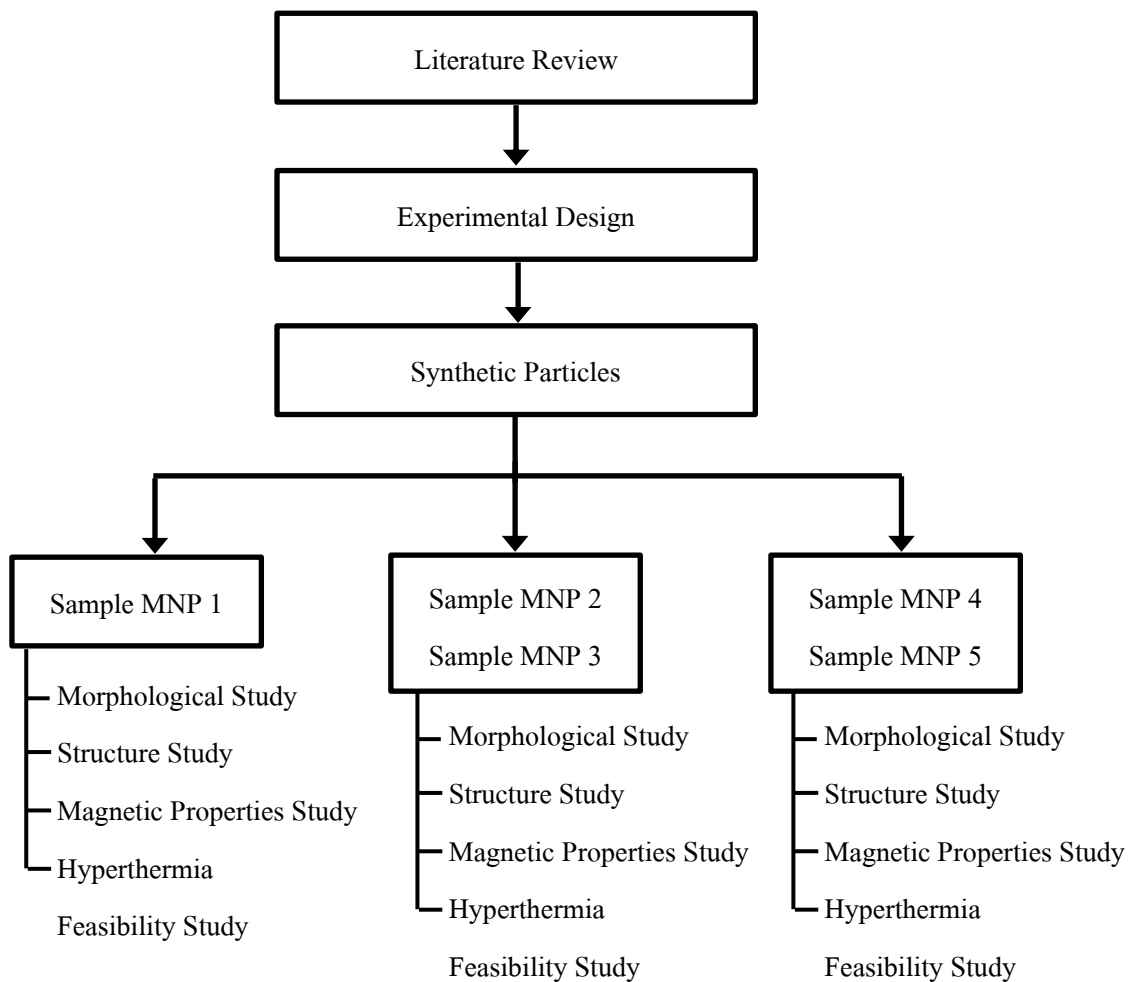 Literature Review
Experimental Design
Synthetic Particles
Sample MNP 1
Morphological Study
Structure Study
Magnetic Properties Study
Hyperthermia
Feasibility Study
Sample MNP 2
Sample MNP 3
Morphological Study
Structure Study
Magnetic Properties Study
Hyperthermia
Feasibility Study
Sample MNP 4
Sample MNP 5
Morphological Study
Structure Study
Magnetic Properties Study
Hyperthermia
Feasibility Study